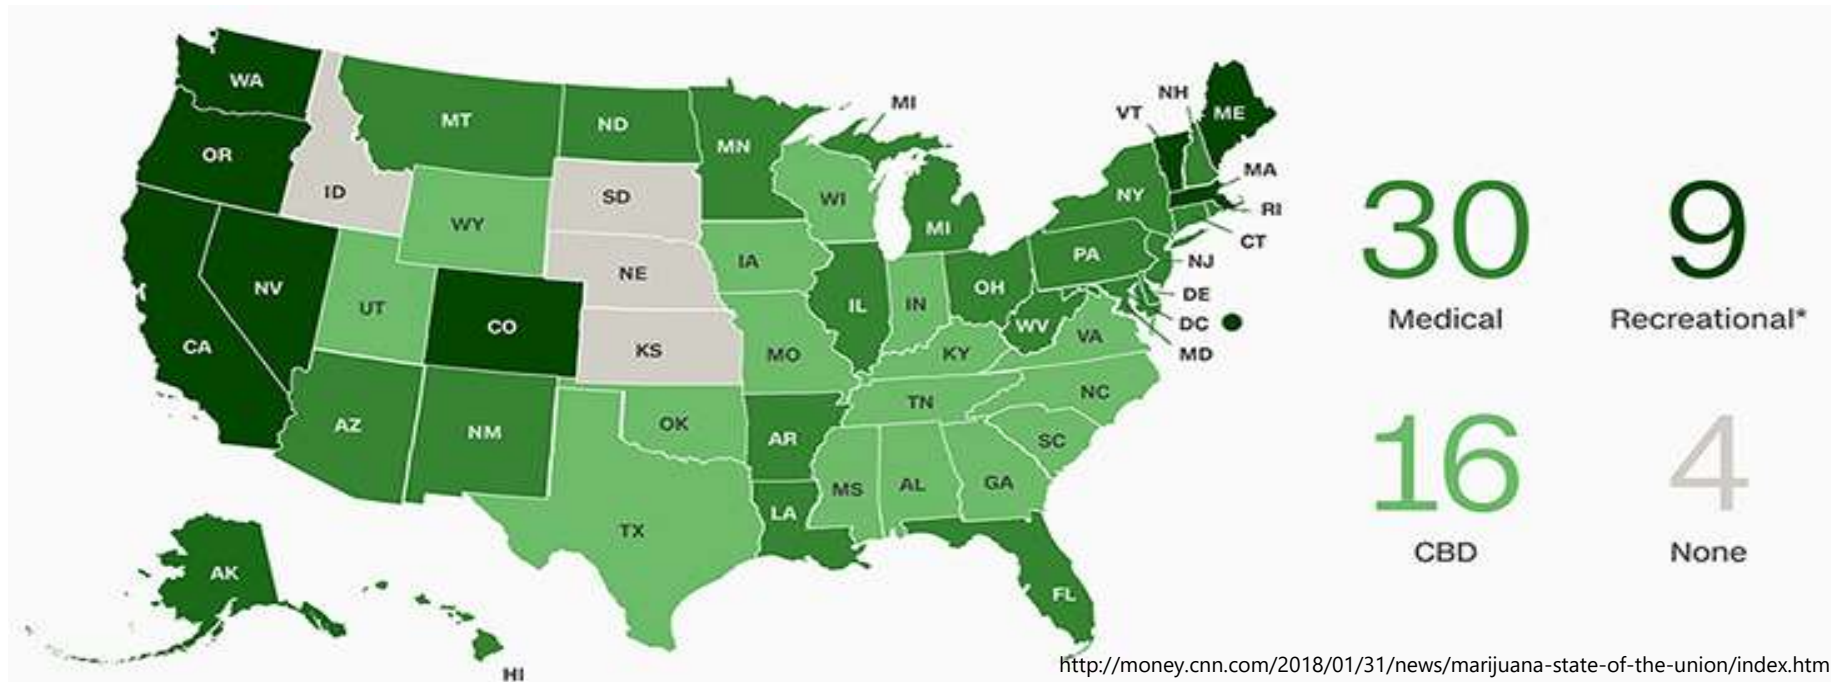 WA
OR
CA
NV
ID
MT
WY
UT
CO
AZ
NM
ND
SD
NE
KS
OK
TX
MN
IA
MO
AR
LA
WI
IL
MI
MI
IN
OH
KY
TN
MS
AL
GA
FL
SC
NC
VA
WV
PA
NY
VT
NH
ME
MA
RI
CT
NJ
DE
DC
MD
AK
HI
30
Medical
9
Recreational*
16
CBD
4
None
http://money.cnn.com/2018/01/31/news/marijuana-state-of-the-union/index.htm